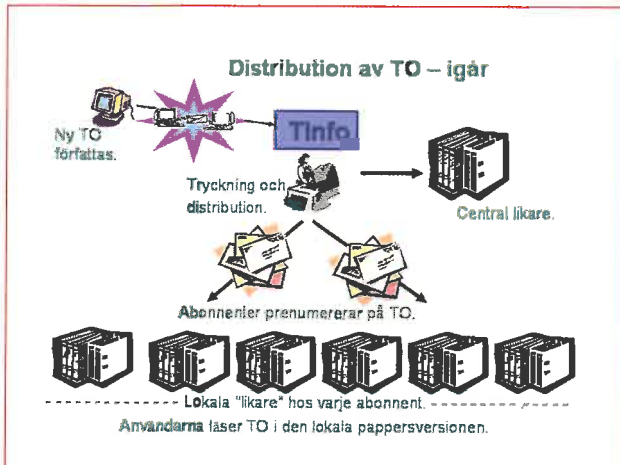 Distribution av TO – igår
Ny TO
författas.
TInfo
Tryckning och
distribution.
Central likare.
Abonnenter prenumererar på TO.
Lokala "likare" hos varje abonnent.
Användarna läser TO i den lokala pappersversionen.